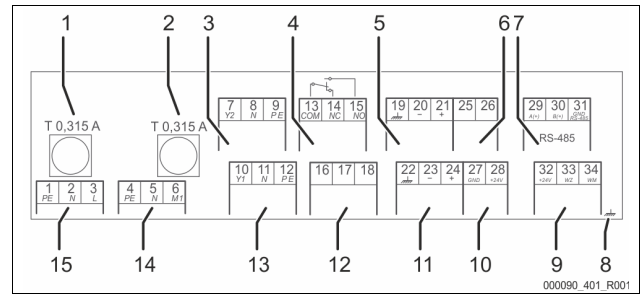 1 2 3 4 5 6 7
T 0,315 A T 0,315 A
7 8 9 13 14 15 19 20 21 25 26 29 30 31
Y2 N PE COM NC NO - + A(+) B(+) GND RS-485
RS-485
10 11 12 16 17 18 22 23 24 27 28 32 33 34
Y1 N PE - + GND +24V +24V WZ WM
1 2 3 4 5 6
PE N L PE N M1
15 14 13 12 11 10 9 8
000090_401_R001